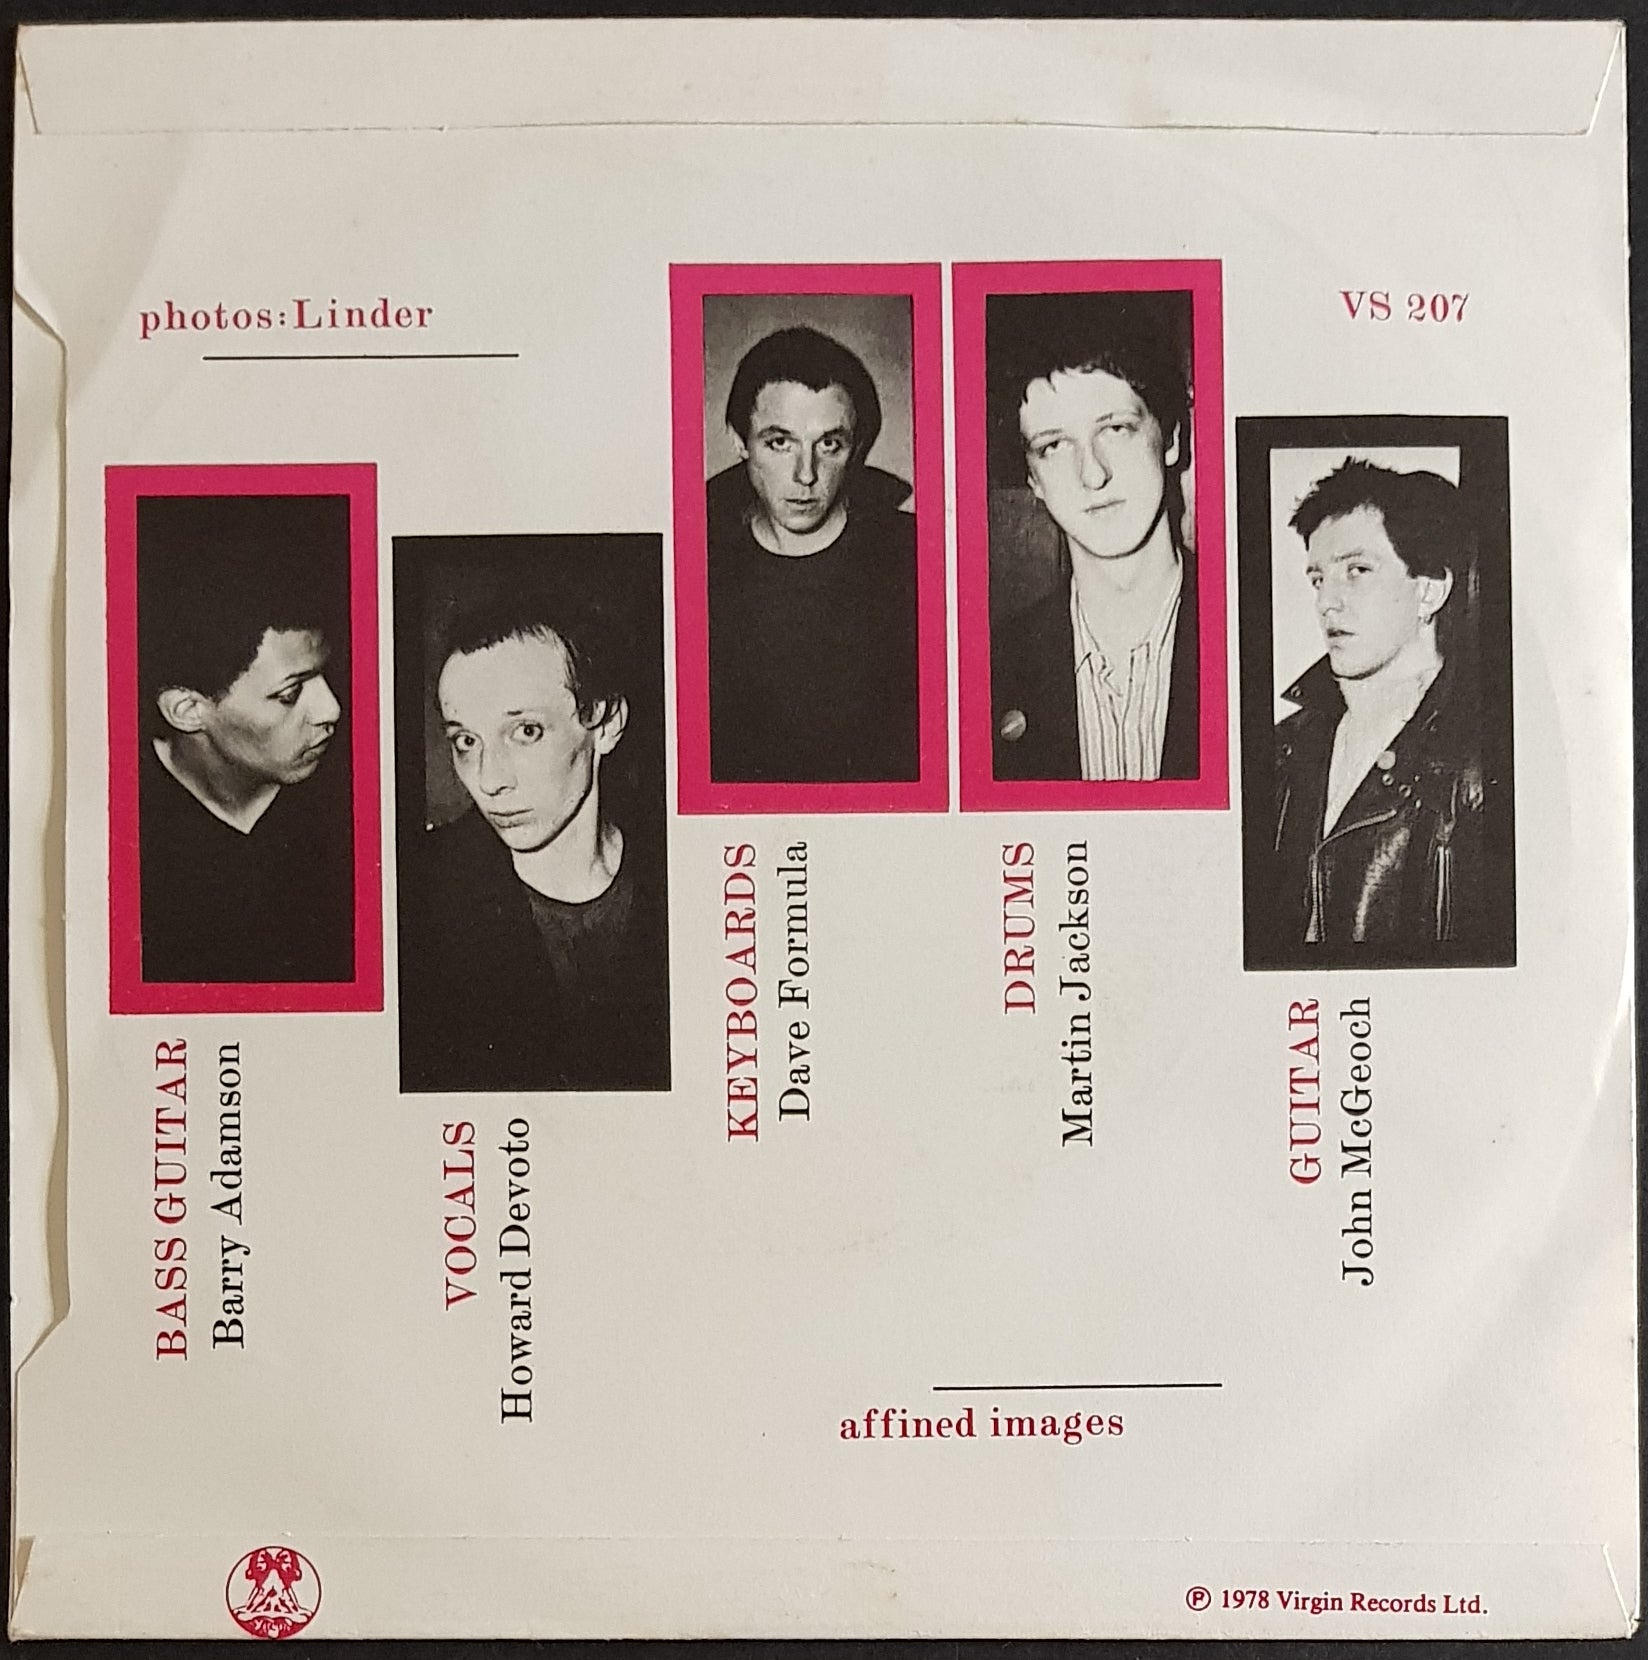 photos:Linder
VS 207
BASS GUITAR
Barry Adamson
VOCALS
Howard Devoto
KEYBOARDS
Dave Formula
DRUMS
Martin Jackson
GUITAR
John McGeoch
affined images
Ⓟ 1978 Virgin Records Ltd.